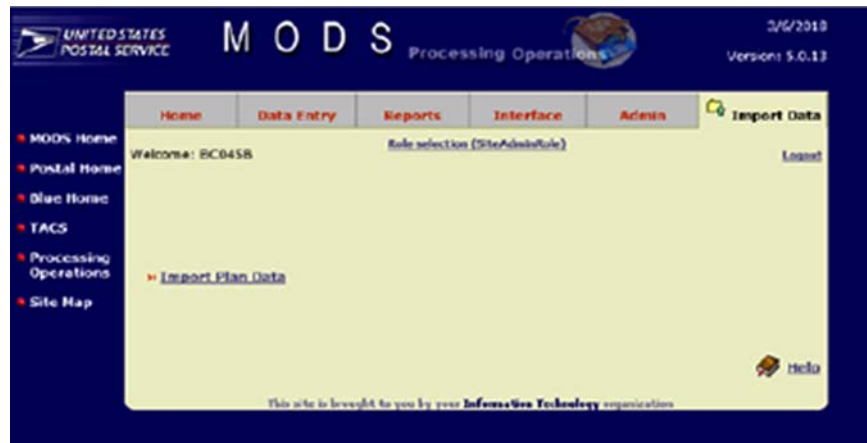 UNITED STATES
POSTAL SERVICE
MODS
Processing Operations
3/6/2018
Version: 5.0.13
Home
Data Entry
Reports
Interface
Admin
Import Data
MODS Home
Postal Home
Blue Home
TACS
Processing
Operations
Site Map
Welcome: BC045B
Role selection (SiteAdminRole)
Logout
Import Plan Data
Help
This site is brought to you by your Information Technology organization